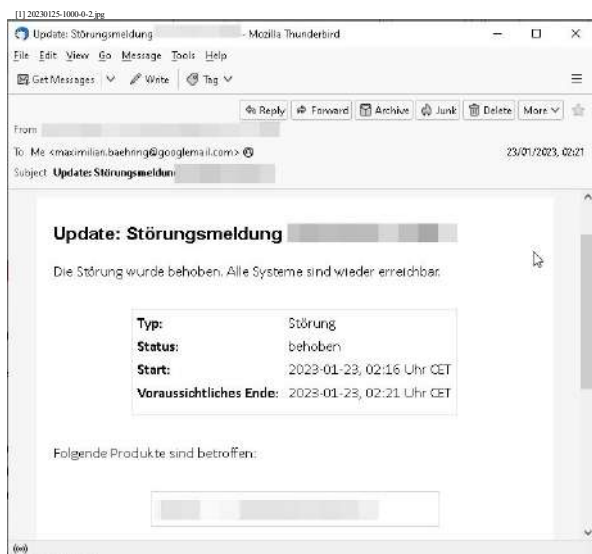 [1] 20230125-1000-0-2.jpg
Update: Störungsmeldung - Mozilla Thunderbird
File Edit View Go Message Tools Help
Get Messages Write Tag
Reply Forward Archive Junk Delete More
From
To Me <maximilian.baehring@googlemail.com> 23/01/2023, 02:21
Subject Update: Störungsmeldun
Update: Störungsmeldung
Die Störung wurde behoben. Alle Systeme sind wieder erreichbar.
Typ: Störung
Status: behoben
Start: 2023-01-23, 02:16 Uhr CET
Voraussichtliches Ende: 2023-01-23, 02:21 Uhr CET
Folgende Produkte sind betroffen: